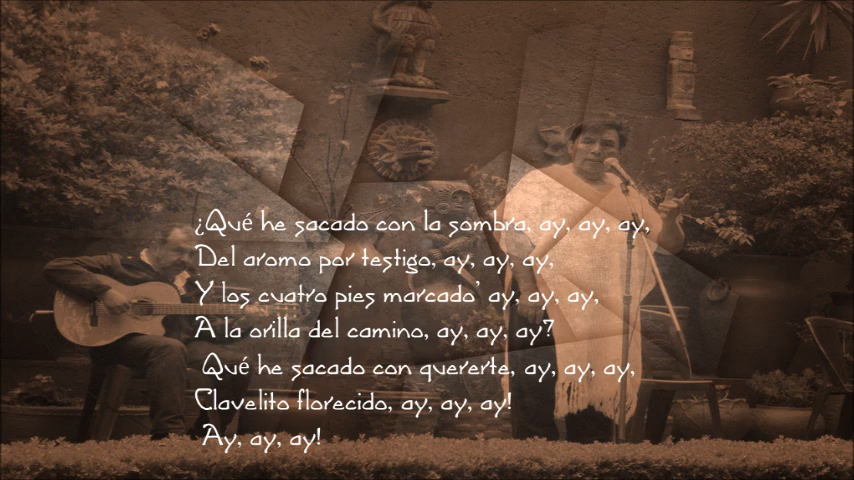 ¿Qué he sacado con la sombra, ay, ay, ay,
Del aromo por testigo, ay, ay, ay,
Y los cuatro pies marcado' ay, ay, ay,
A la orilla del camino, ay, ay, ay?
Qué he sacado con quererte, ay, ay, ay,
Clavelito florecido, ay, ay, ay!
Ay, ay, ay!